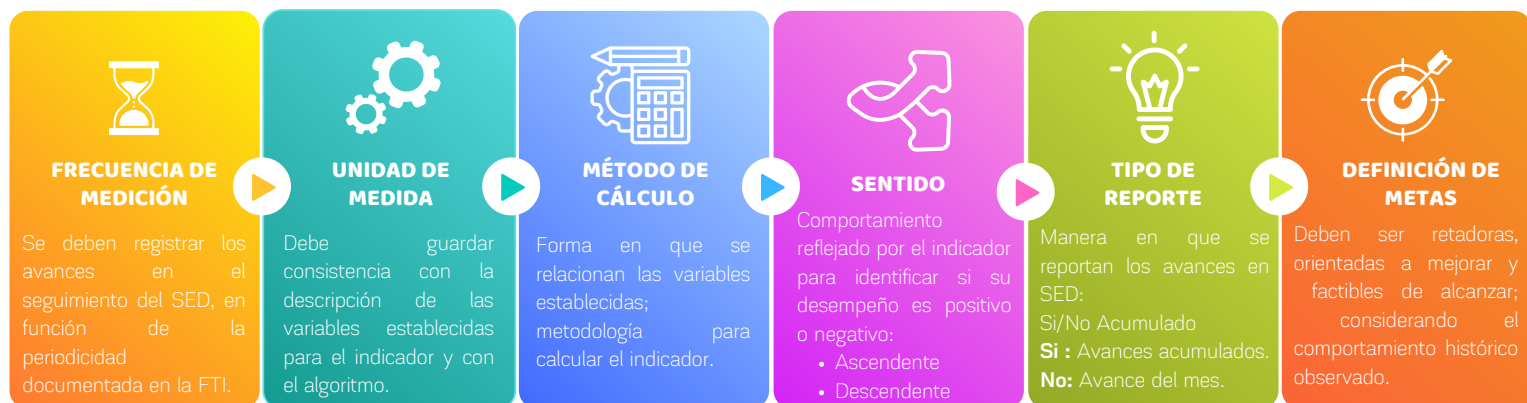 FRECUENCIA DE
MEDICIÓN
Se deben registrar los
avances en el
seguimiento del SED, en
función de la
periodicidad
documentada en la FTI.
UNIDAD DE
MEDIDA
Debe guardar
consistencia con la
descripción de las
variables establecidas
para el indicador y con
el algoritmo.
MÉTODO DE
CÁLCULO
Forma en que se
relacionan las variables
establecidas;
metodología para
calcular el indicador.
SENTIDO
Comportamiento
reflejado por el indicador
para identificar si su
desempeño es positivo
o negativo:
• Ascendente
• Descendente
TIPO DE
REPORTE
Manera en que se
reportan los avances en
SED:
Si/No Acumulado
Si : Avances acumulados.
No: Avance del mes.
DEFINICIÓN DE
METAS
Deben ser retadoras,
orientadas a mejorar y
factibles de alcanzar;
considerando el
comportamiento histórico
observado.